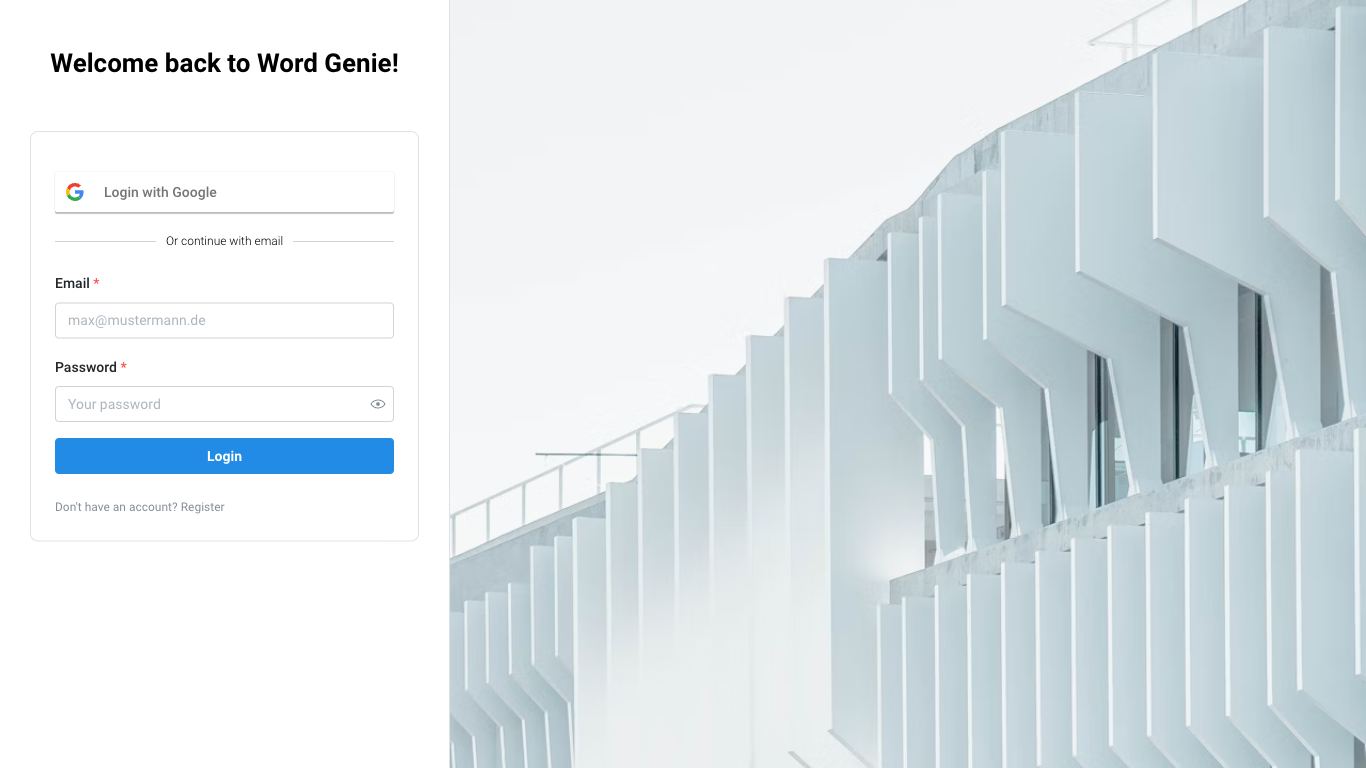 Welcome back to Word Genie!
Login with Google
Or continue with email
Email *
max@mustermann.de
Password *
Your password
Login
Don't have an account? Register